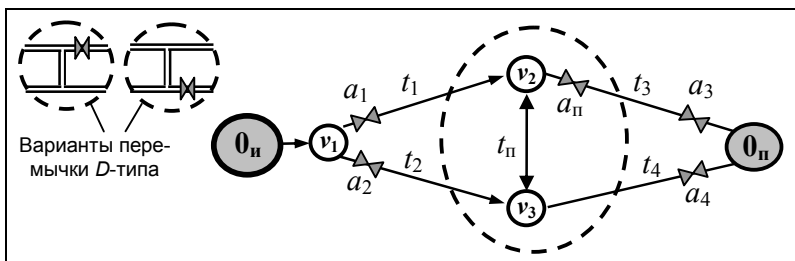 Варианты пере-
мычки D-типа
0и
v1
a1
t1
a2
t2
v2
aп
tп
v3
t3
a3
t4
a4
0п